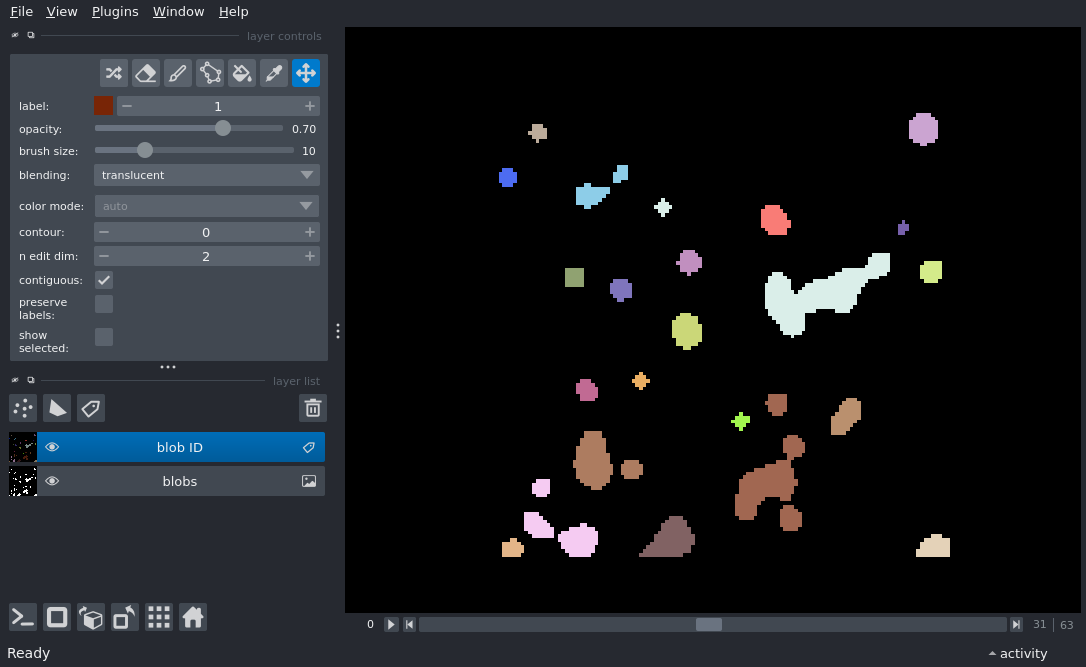 File View Plugins Window Help
layer controls
label: 1
opacity: 0.70
brush size: 10
blending: translucent
color mode: auto
contour: 0
n edit dim: 2
contiguous:
preserve
labels:
show
selected:
layer list
blob ID
blobs
0 31 63
Ready activity